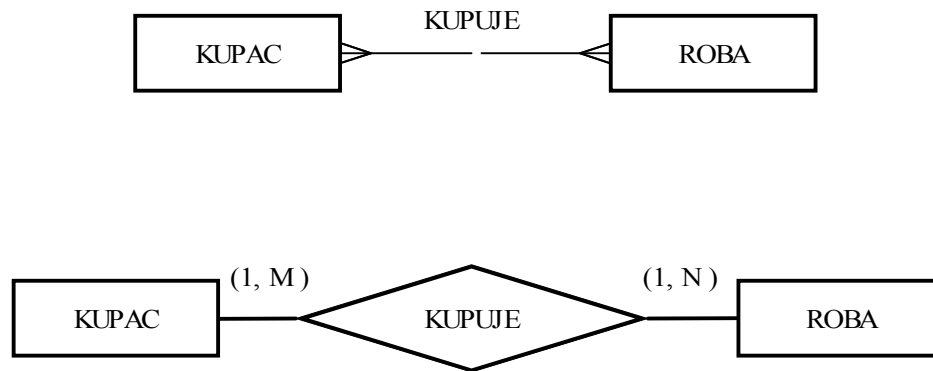 KUPUJE
KUPAC
ROBA
(1, M )
(1, N )
KUPAC
KUPUJE
ROBA